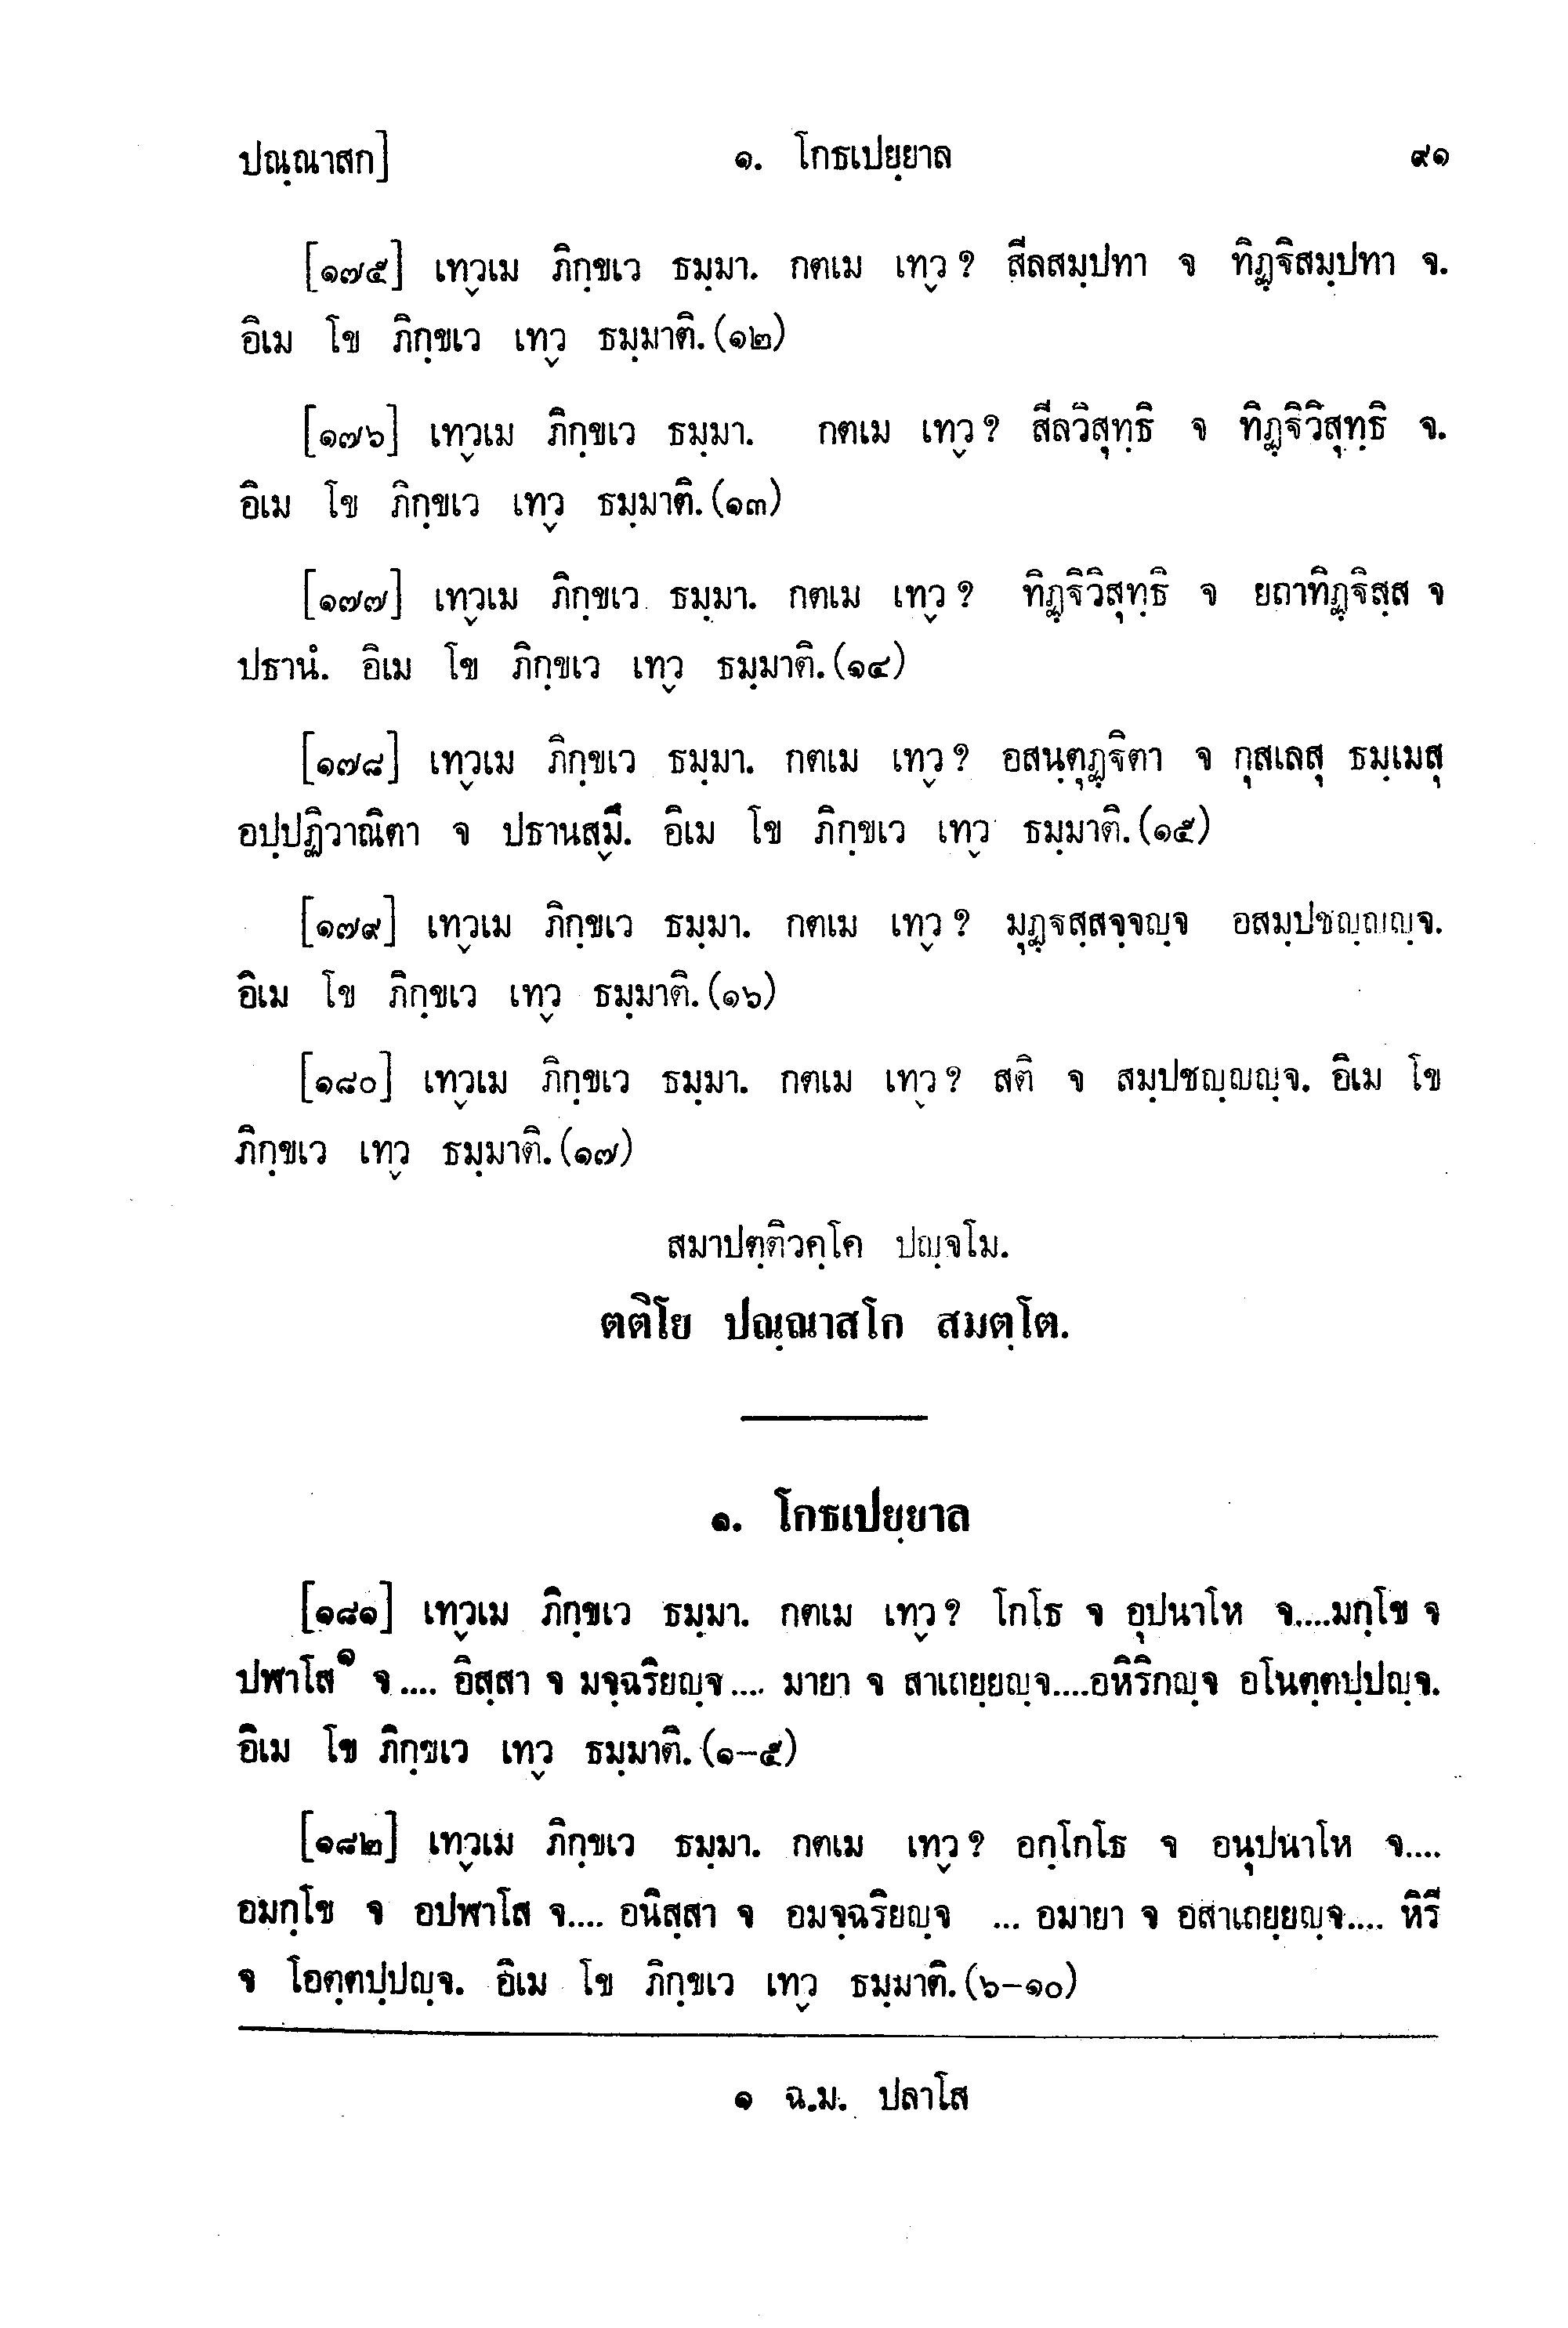 ปณฺณาสก] ๑. โกธเปยฺยาล ๙๑
[๑๗๕] เทฺวเม ภิกฺขเว ธมฺมา. กตเม เทฺว ? สีลสมฺปทา จ ทิฏฺฐิสมฺปทา จ.
อิเม โข ภิกฺขเว เทฺว ธมฺมาติ.(๑๒)
[๑๗๖] เทฺวเม ภิกฺขเว ธมฺมา. กตเม เทฺว ? สีลวิสุทฺธิ จ ทิฏฺฐิวิสุทฺธิ จ.
อิเม โข ภิกฺขเว เทฺว ธมฺมาติ.(๑๓)
[๑๗๗] เทฺวเม ภิกฺขเว ธมฺมา. กตเม เทฺว ? ทิฏฺฐิวิสุทฺธิ จ ยถาทิฏฺฐิสฺส จ
ปธานํ. อิเม โข ภิกฺขเว เทฺว ธมฺมาติ.(๑๔)
[๑๗๘] เทฺวเม ภิกฺขเว ธมฺมา. กตเม เทฺว ? อสนฺตุฏฺฐิตา จ กุสเลสุ ธมฺเมสุ
อปฺปฏิวาณิตา จ ปธานสฺมึ. อิเม โข ภิกฺขเว เทฺว ธมฺมาติ.(๑๕)
[๑๗๙] เทฺวเม ภิกฺขเว ธมฺมา. กตเม เทฺว ? มุฏฺฐสฺสจฺจญฺจ อสมฺปชญฺญญฺจ.
อิเม โข ภิกฺขเว เทฺว ธมฺมาติ.(๑๖)
[๑๘๐] เทฺวเม ภิกฺขเว ธมฺมา. กตเม เทฺว ? สติ จ สมฺปชญฺญญฺจ. อิเม โข
ภิกฺขเว เทฺว ธมฺมาติ.(๑๗)
สมาปตฺติวคฺโค ปญฺจโม.
ตติโย ปณฺณาสโก สมตฺโต.
๑. โกธเปยฺยาล
[๑๘๑] เทฺวเม ภิกฺขเว ธมฺมา. กตเม เทฺว ? โกโธ จ อุปนาโห จ....มกฺโข จ
ปฬาโส๑ จ.... อิสฺสา จ มจฺฉริยญฺจ.... มายา จ สาเถยฺยญฺจ....อหิริกญฺจ อโนตฺตปฺปญฺจ.
อิเม โข ภิกฺขเว เทฺว ธมฺมาติ.(๑-๕)
[๑๘๒] เทฺวเม ภิกฺขเว ธมฺมา. กตเม เทฺว ? อกฺโกโธ จ อนุปนาโห จ....
อมกฺโข จ อปฬาโส จ.... อนิสฺสา จ อมจฺฉริยญฺจ ... อมายา จ อสาเถยฺยญฺจ.... หิรี
จ โอตฺตปฺปญฺจ. อิเม โข ภิกฺขเว เทฺว ธมฺมาติ.(๖-๑๐)
๑ ฉ.ม. ปลาโส